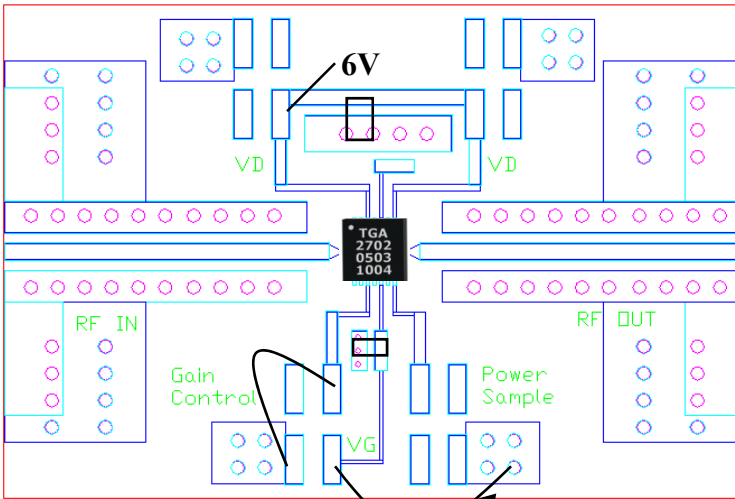 6V
VD
VD
TGA
2702
0503
1004
RF IN
RF OUT
Gain
Control
Power
Sample
VG